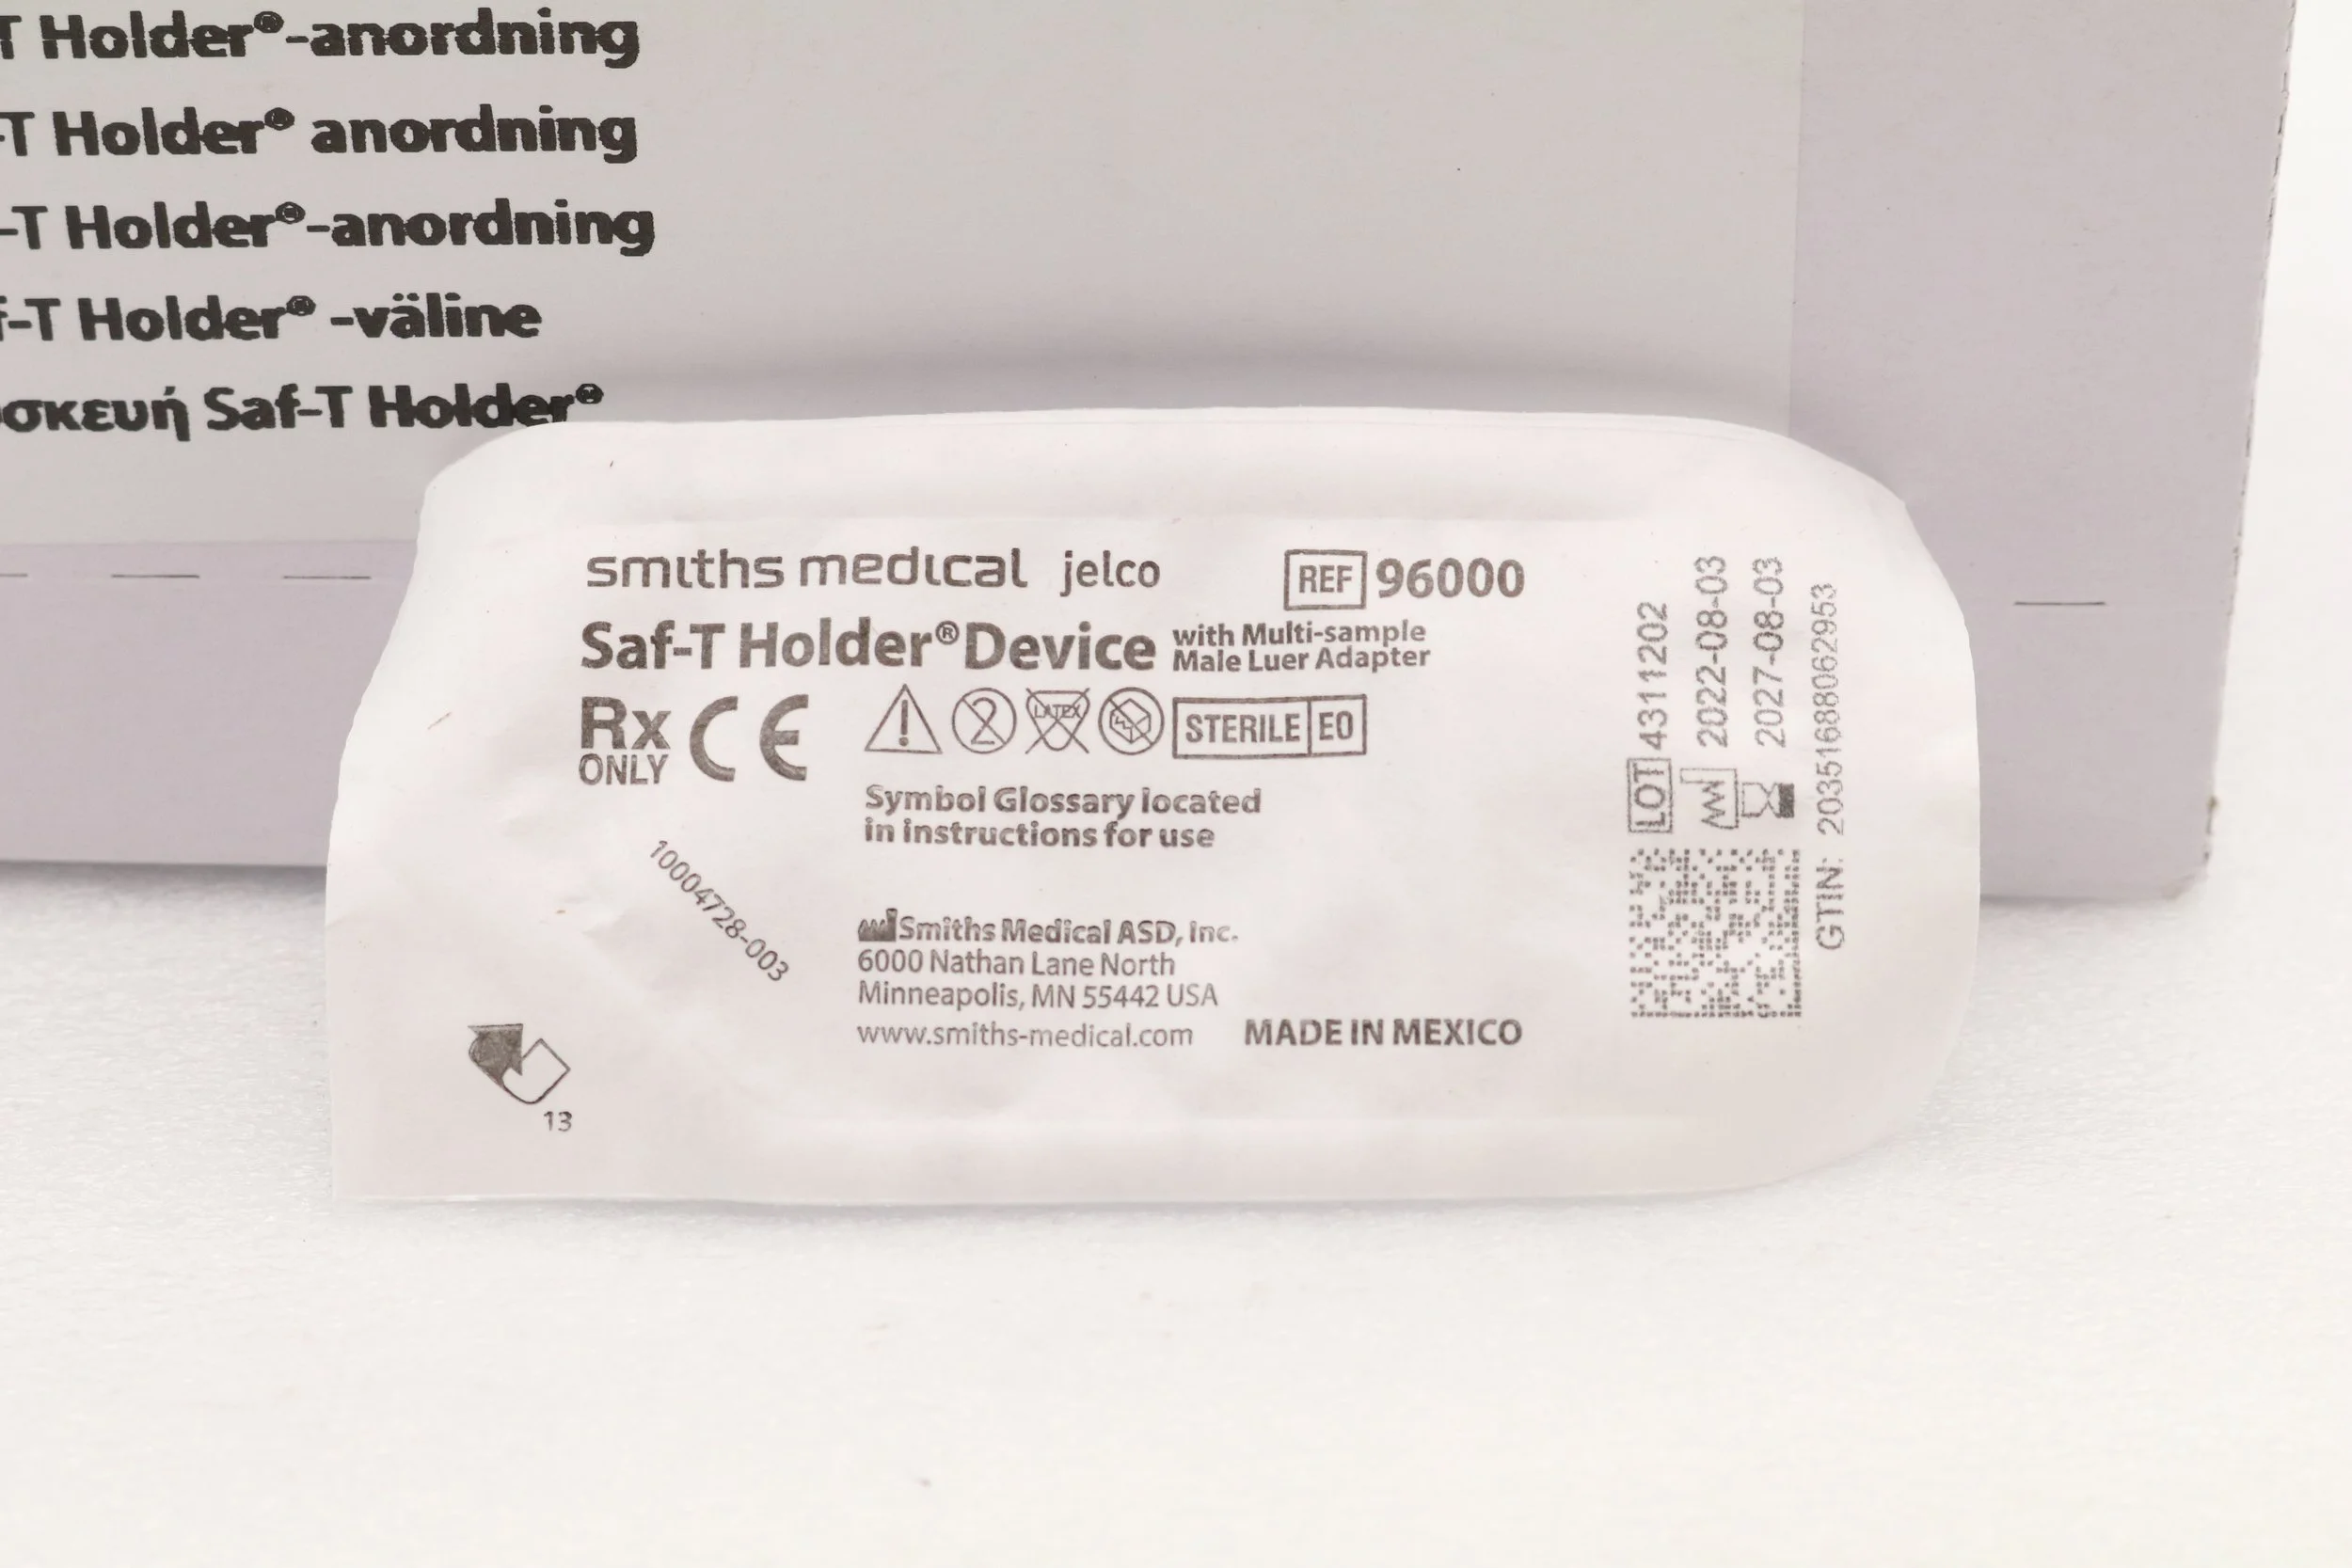 T Holder®-anordning
-T Holder® anordning
-T Holder®-anordning
f-T Holder® -väline
σκευή Saf-T Holder®
smiths medical jelco
REF 96000
Saf-T Holder® Device with Multi-sample
Male Luer Adapter
Rx
ONLY
CE
2
LATEX
STERILE EO
Symbol Glossary located
in instructions for use
10004728-003
Smiths Medical ASD, Inc.
6000 Nathan Lane North
Minneapolis, MN 55442 USA
www.smiths-medical.com MADE IN MEXICO
13
LOT 4311202
2022-08-03
2027-08-03
GTIN: 20351688062953